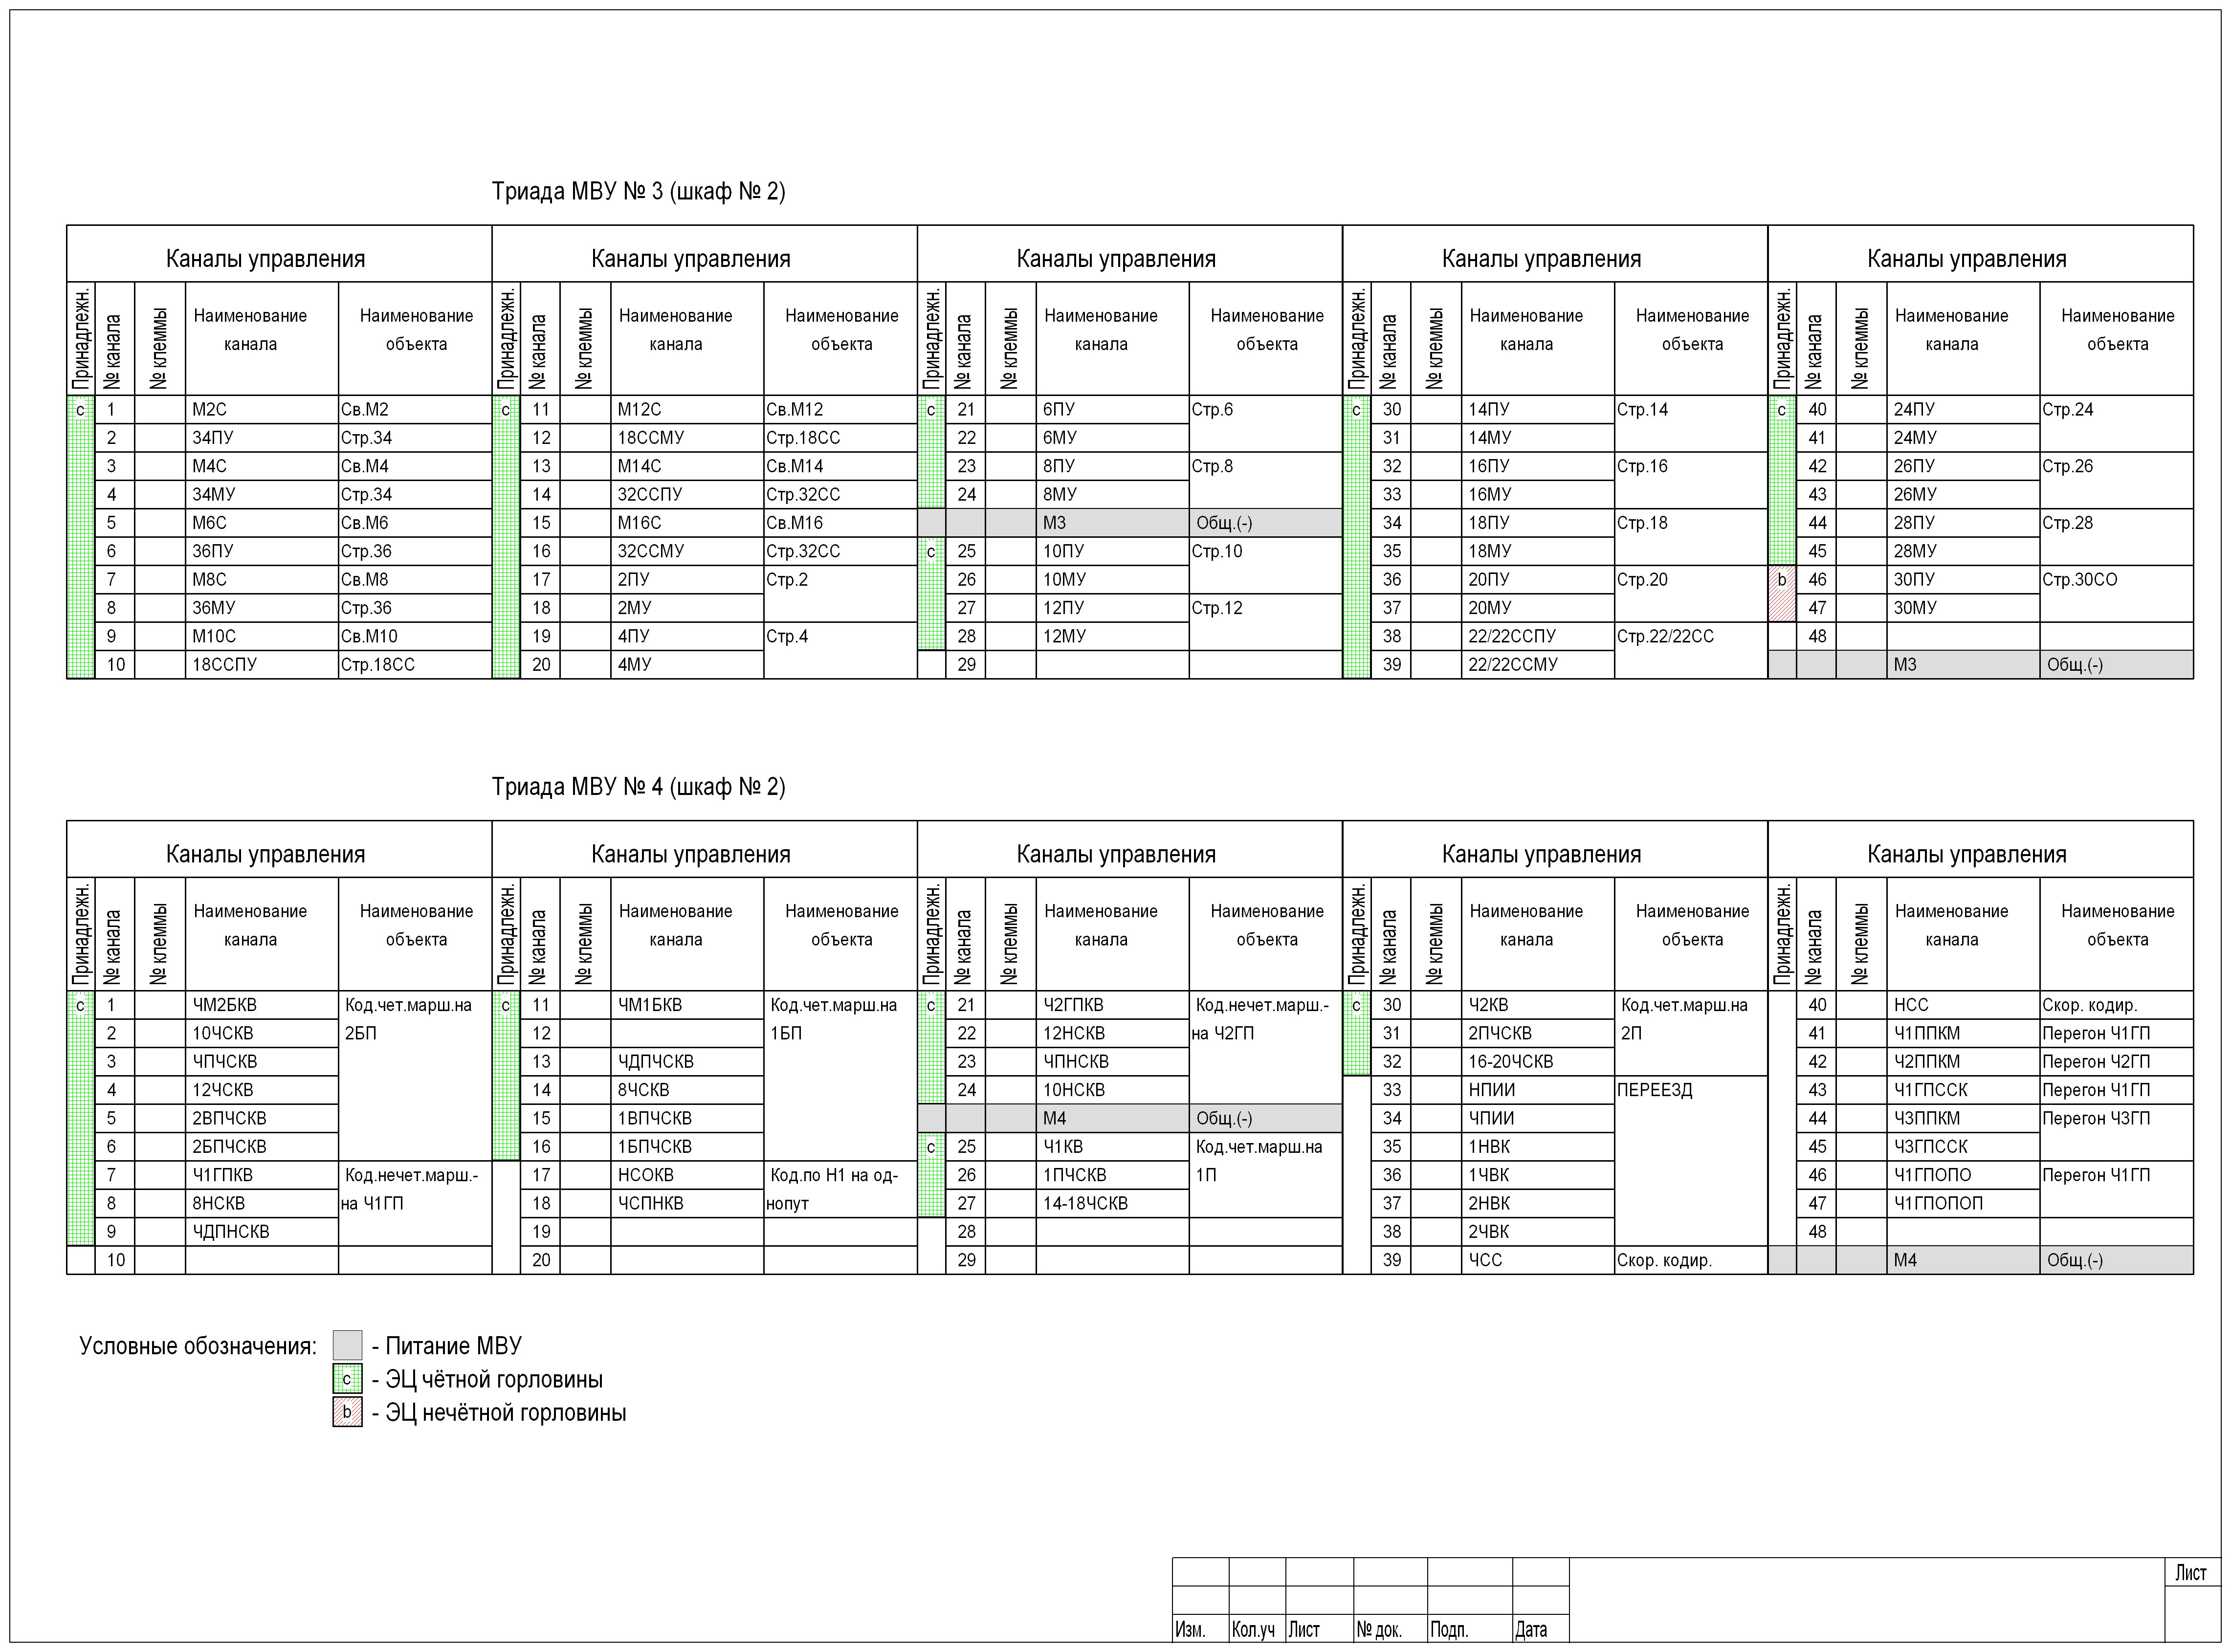 Триада МВУ № 3 (шкаф № 2)
Каналы управления Каналы управления Каналы управления Каналы управления Каналы управления
Принадлежн. № канала № клеммы Наименование канала Наименование объекта Принадлежн. № канала № клеммы Наименование канала Наименование объекта Принадлежн. № канала № клеммы Наименование канала Наименование объекта Принадлежн. № канала № клеммы Наименование канала Наименование объекта Принадлежн. № канала № клеммы Наименование канала Наименование объекта
с 1 М2С Св.М2 с 11 М12С Св.М12 с 21 6ПУ Стр.6 с 30 14ПУ Стр.14 с 40 24ПУ Стр.24
2 34ПУ Стр.34 12 18ССМУ Стр.18СС 22 6МУ 31 14МУ 41 24МУ
3 М4С Св.М4 13 М14С Св.М14 23 8ПУ Стр.8 32 16ПУ Стр.16 42 26ПУ Стр.26
4 34МУ Стр.34 14 32ССПУ Стр.32СС 24 8МУ 33 16МУ 43 26МУ
5 М6С Св.М6 15 М16С Св.М16 М3 Общ.(-) 34 18ПУ Стр.18 44 28ПУ Стр.28
6 36ПУ Стр.36 16 32ССМУ Стр.32СС с 25 10ПУ Стр.10 35 18МУ 45 28МУ
7 М8С Св.М8 17 2ПУ Стр.2 26 10МУ 36 20ПУ Стр.20 b 46 30ПУ Стр.30СО
8 36МУ Стр.36 18 2МУ 27 12ПУ Стр.12 37 20МУ 47 30МУ
9 М10С Св.М10 19 4ПУ Стр.4 28 12МУ 38 22/22ССПУ Стр.22/22СС 48
10 18ССПУ Стр.18СС 20 4МУ 29 39 22/22ССМУ М3 Общ.(-)
Триада МВУ № 4 (шкаф № 2)
Каналы управления Каналы управления Каналы управления Каналы управления Каналы управления
Принадлежн. № канала № клеммы Наименование канала Наименование объекта Принадлежн. № канала № клеммы Наименование канала Наименование объекта Принадлежн. № канала № клеммы Наименование канала Наименование объекта Принадлежн. № канала № клеммы Наименование канала Наименование объекта Принадлежн. № канала № клеммы Наименование канала Наименование объекта
с 1 ЧМ2БКВ Код.чет.марш.на с 11 ЧМ1БКВ Код.чет.марш.на с 21 Ч2ГПКВ Код.нечет.марш.- с 30 Ч2КВ Код.чет.марш.на 40 НСС Скор. кодир.
2 10ЧСКВ 2БП 12 1БП 22 12НСКВ на Ч2ГП 31 2ПЧСКВ 2П 41 Ч1ППКМ Перегон Ч1ГП
3 ЧПЧСКВ 13 ЧДПЧСКВ 23 ЧПНСКВ 32 16-20ЧСКВ 42 Ч2ППКМ Перегон Ч2ГП
4 12ЧСКВ 14 8ЧСКВ 24 10НСКВ 33 НПИИ ПЕРЕЕЗД 43 Ч1ГПССК Перегон Ч1ГП
5 2ВПЧСКВ 15 1ВПЧСКВ М4 Общ.(-) 34 ЧПИИ 44 Ч3ППКМ Перегон Ч3ГП
6 2БПЧСКВ 16 1БПЧСКВ с 25 Ч1КВ Код.чет.марш.на 35 1НВК 45 Ч3ГПССК
7 Ч1ГПКВ Код.нечет.марш.- 17 НСОКВ Код.по Н1 на од- 26 1ПЧСКВ 1П 36 1ЧВК 46 Ч1ГПОПО Перегон Ч1ГП
8 8НСКВ на Ч1ГП 18 ЧСПНКВ нопут 27 14-18ЧСКВ 37 2НВК 47 Ч1ГПОПОП
9 ЧДПНСКВ 19 28 38 2ЧВК 48
10 20 29 39 ЧСС Скор. кодир. М4 Общ.(-)
Условные обозначения: - Питание МВУ
с - ЭЦ чётной горловины
b - ЭЦ нечётной горловины
Лист
Изм. Кол.уч Лист № док. Подп. Дата